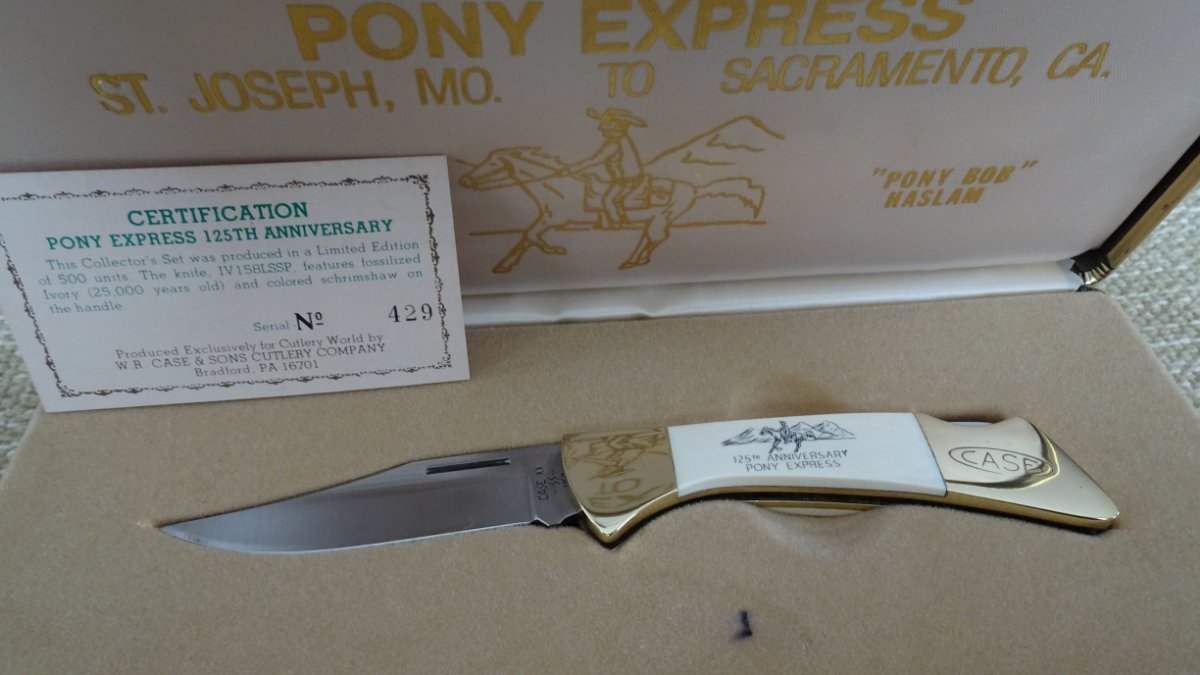 PONY EXPRESS
ST. JOSEPH, MO. TO SACRAMENTO, CA.
"PONY BOB"
HASLAM
CERTIFICATION
PONY EXPRESS 125TH ANNIVERSARY
This Collector's Set was produced in a Limited Edition
of 500 units. The knife, IV158LSSP, features fossilized
Ivory (25,000 years old) and colored schrimshaw on
the handle.
Serial No 429
Produced Exclusively for Cutlery World by
W.R. CASE & SONS CUTLERY COMPANY
Bradford, PA 16701
CASE XX
SS
125TH ANNIVERSARY
PONY EXPRESS
CASE